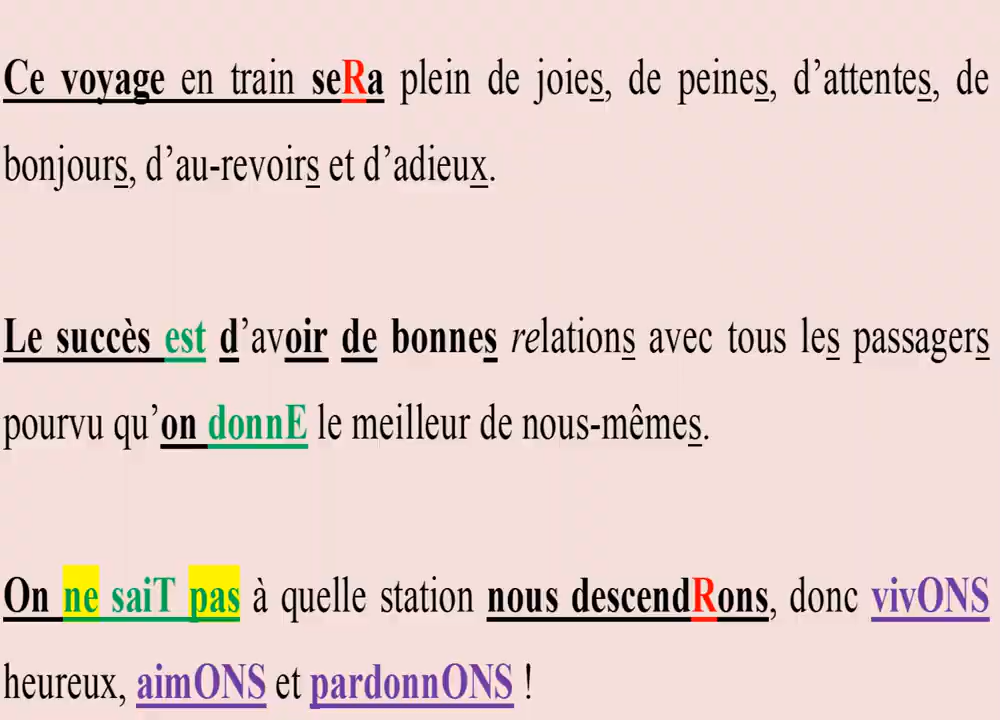 Ce voyage en train seRa plein de joies, de peines, d’attentes, de
bonjours, d’au-revoirs et d’adieux.
Le succès est d’avoir de bonnes relations avec tous les passagers
pourvu qu’on donnE le meilleur de nous-mêmes.
On ne saiT pas à quelle station nous descendRons, donc vivONS
heureux, aimONS et pardonnONS !